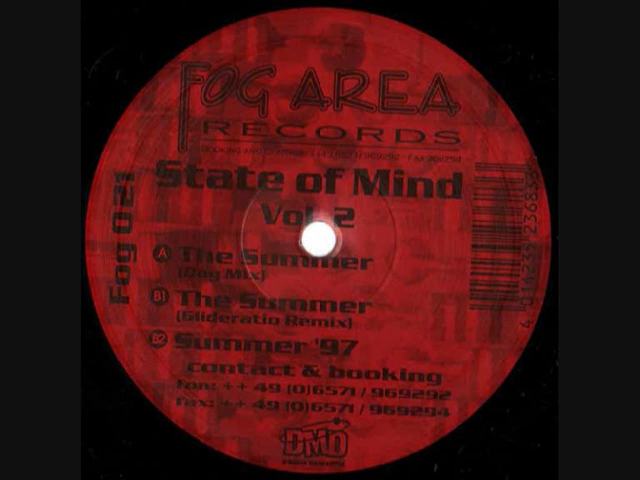 FOG AREA
RECORDS
State of Mind
Vol. 2
Fog 021
A The Summer
(Dog Mix)
B1 The Summer
(Glideratio Remix)
B2 Summer '97
contact & booking
fon: ++ 49 (0)6571 / 969292
fax: ++ 49 (0)6571 / 969294
DMD